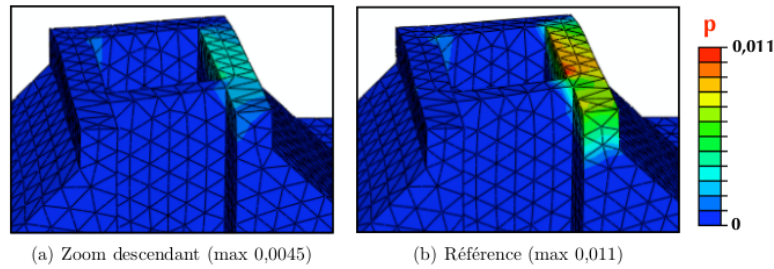 p
0,011
0
(a) Zoom descendant (max 0,0045)
(b) Référence (max 0,011)